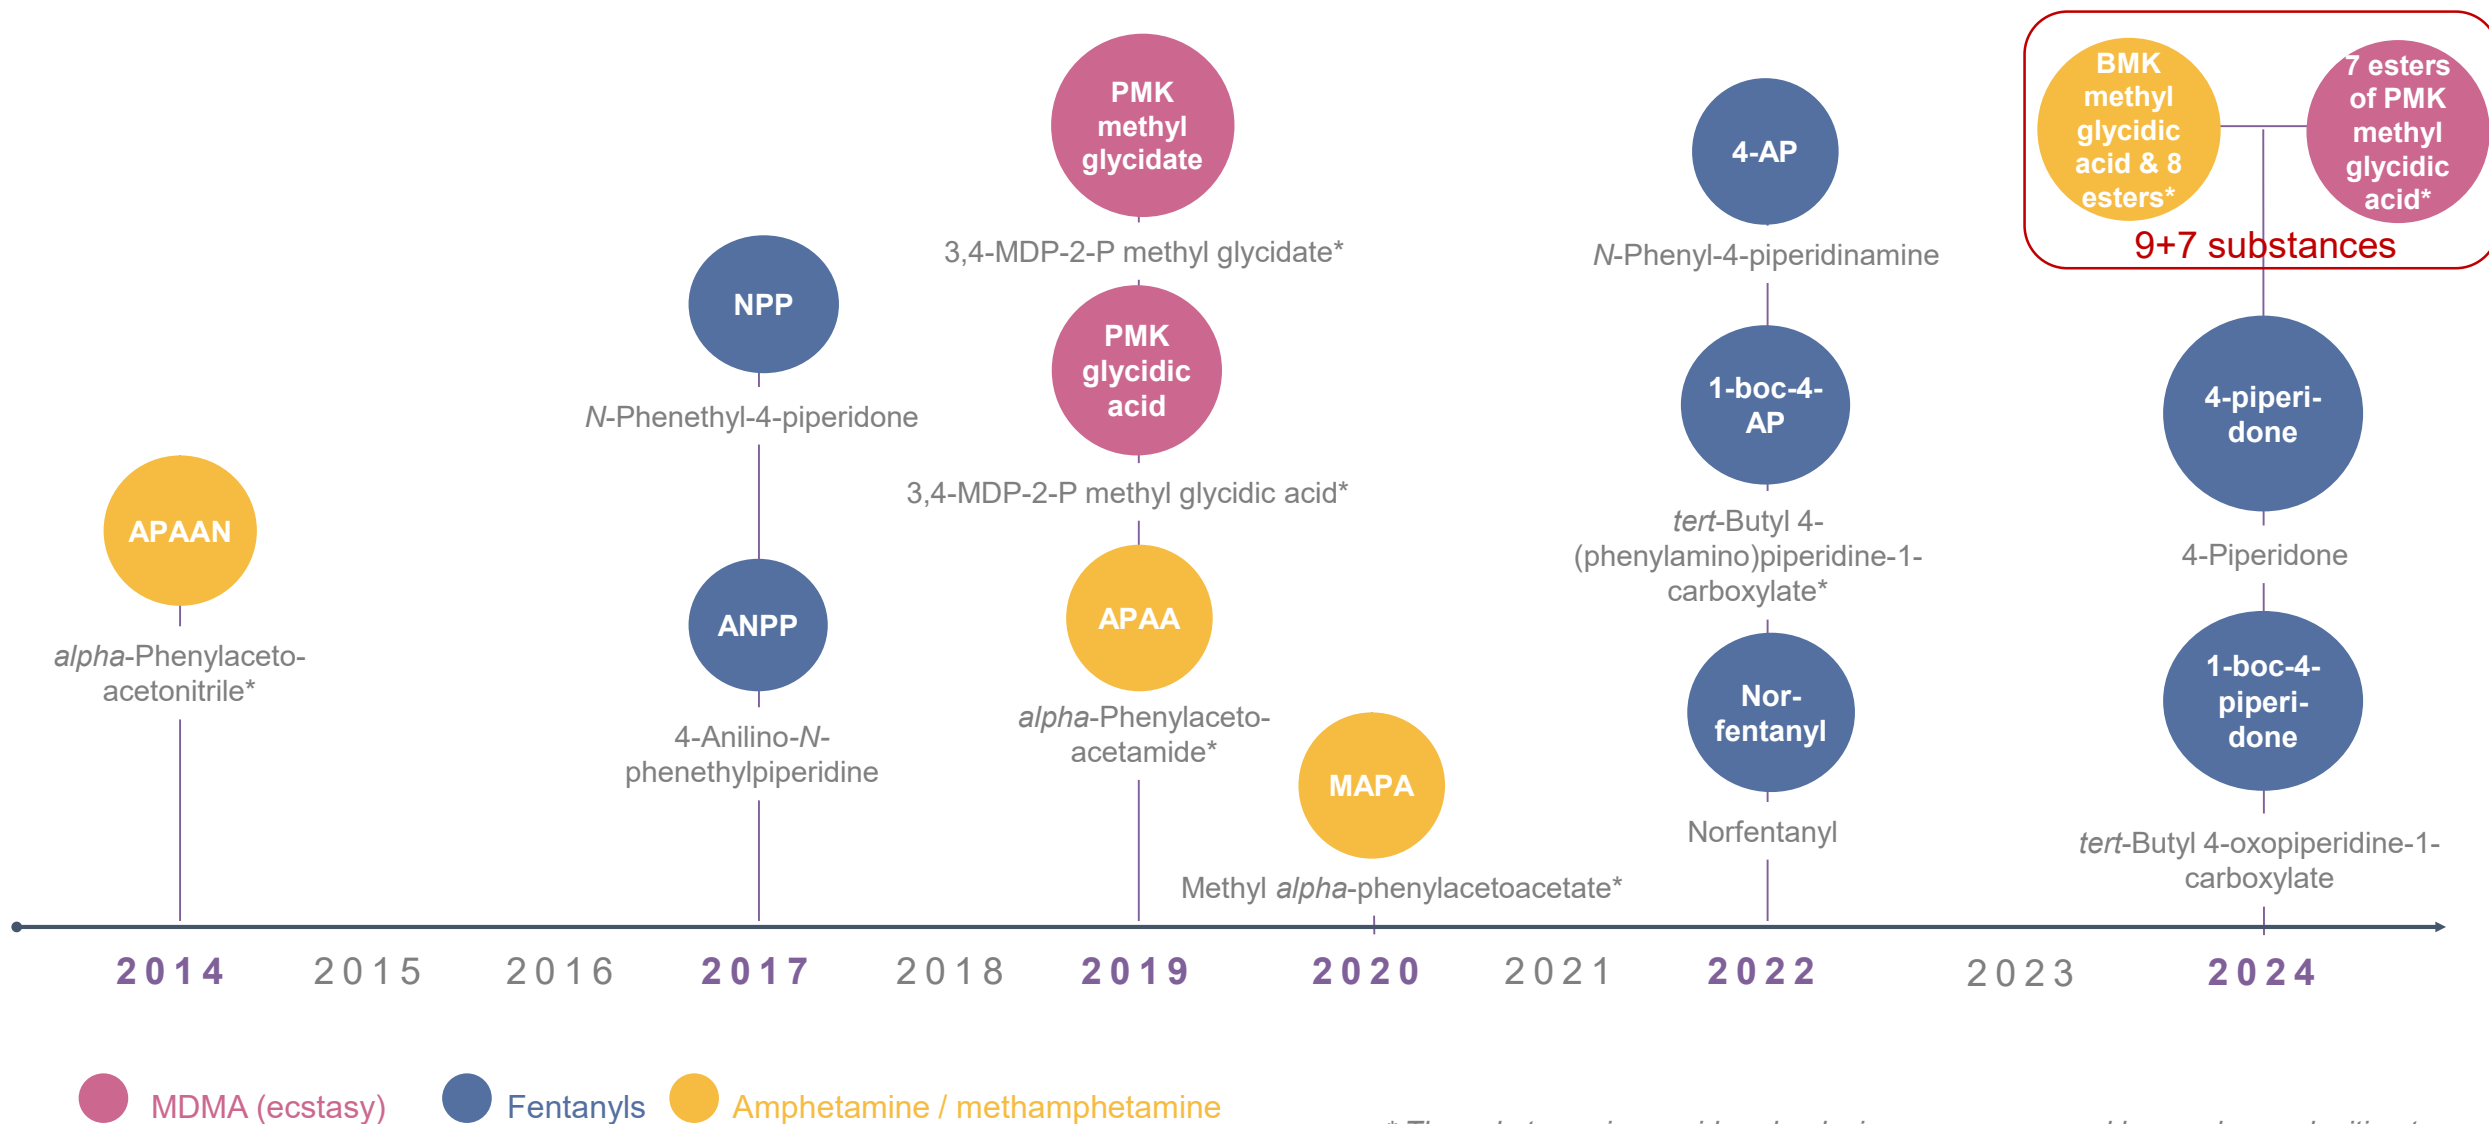 APAAN
alpha-Phenylaceto-
acetonitrile*
NPP
N-Phenethyl-4-piperidone
ANPP
4-Anilino-N-
phenethylpiperidine
PMK
methyl
glycidate
3,4-MDP-2-P methyl glycidate*
PMK
glycidic
acid
3,4-MDP-2-P methyl glycidic acid*
APAA
alpha-Phenylaceto-
acetamide*
MAPA
Methyl alpha-phenylacetoacetate*
4-AP
N-Phenyl-4-piperidinamine
1-boc-4-
AP
tert-Butyl 4-
(phenylamino)piperidine-1-
carboxylate*
Nor-
fentanyl
Norfentanyl
BMK
methyl
glycidic
acid & 8
esters*
7 esters
of PMK
methyl
glycidic
acid*
9+7 substances
4-piperi-
done
4-Piperidone
1-boc-4-
piperi-
done
tert-Butyl 4-oxopiperidine-1-
carboxylate
2014 2015 2016 2017 2018 2019 2020 2021 2022 2023 2024
MDMA (ecstasy) Fentanyls Amphetamine / methamphetamine